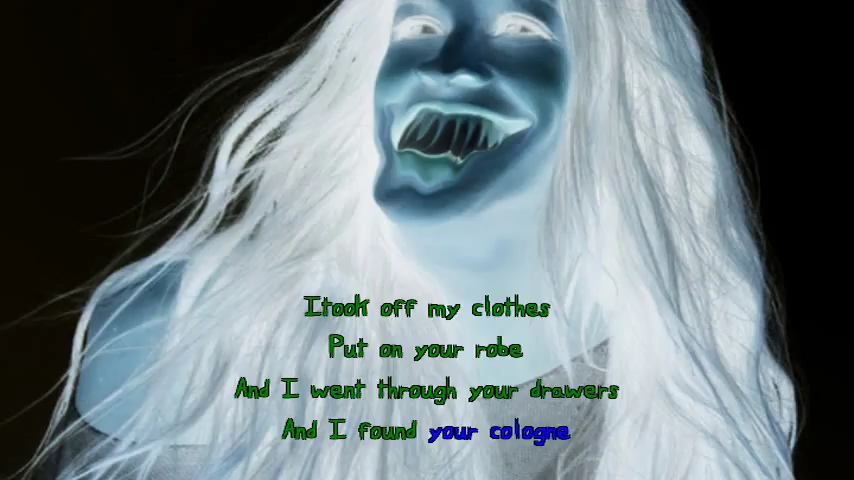 Itook off my clothes
Put on your robe
And I went through your drawers
And I found your cologne